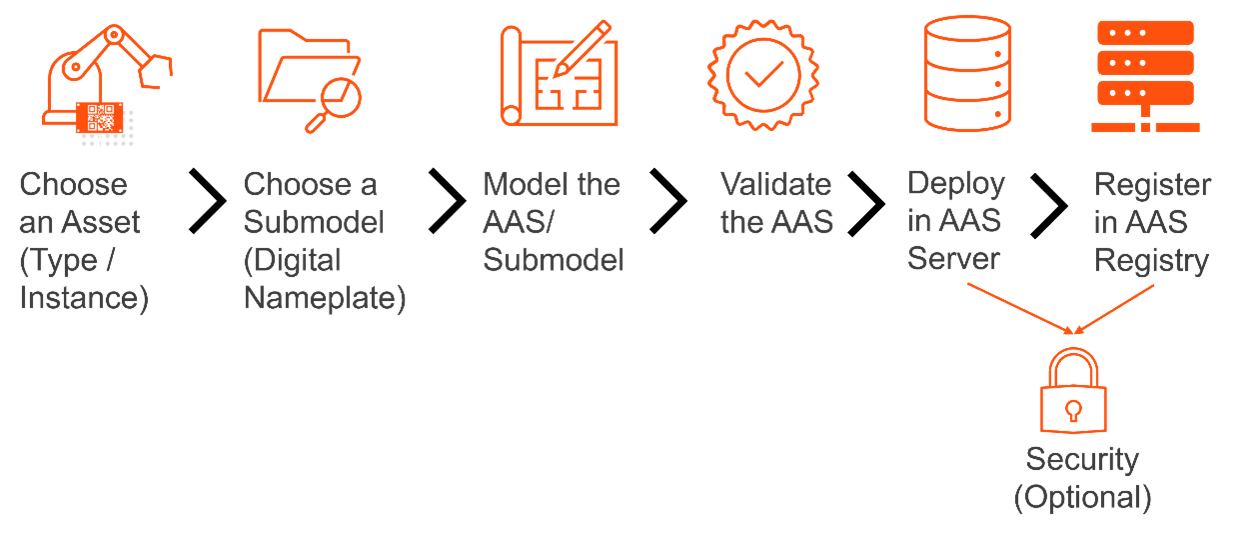 Choose
an Asset
(Type /
Instance)
Choose a
Submodel
(Digital
Nameplate)
Model the
AAS/
Submodel
Validate
the AAS
Deploy
in AAS
Server
Register
in AAS
Registry
Security
(Optional)